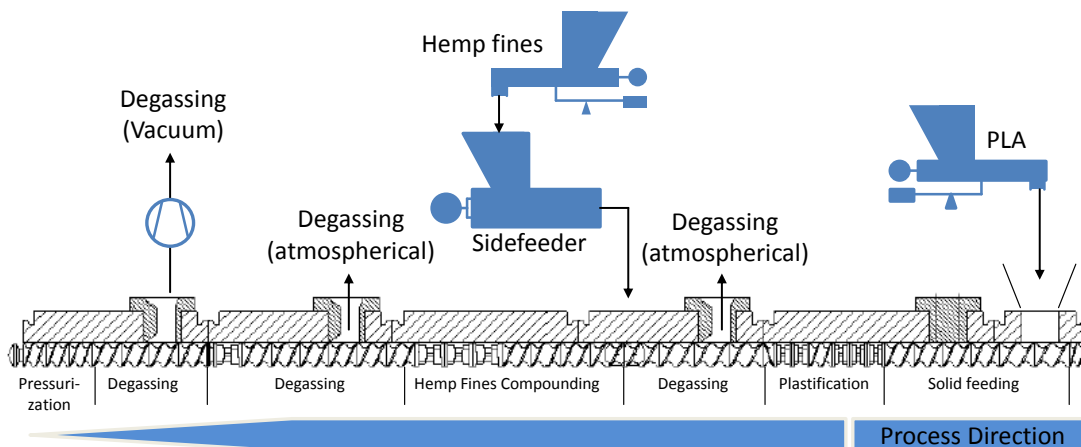 Hemp fines
Degassing
(Vacuum)
PLA
Degassing
(atmospherical)
Sidefeeder
Degassing
(atmospherical)
Pressuri-
zation
Degassing
Degassing
Hemp Fines Compounding
Degassing
Plastification
Solid feeding
Process Direction